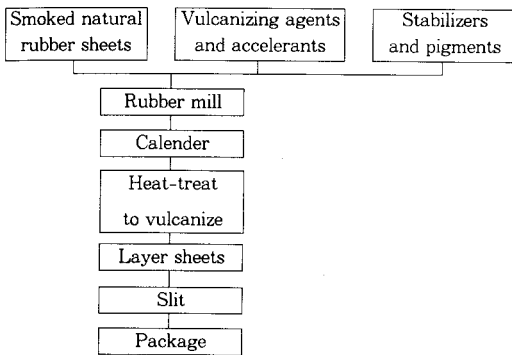 Smoked natural
rubber sheets
Vulcanizing agents
and accelerants
Stabilizers
and pigments
Rubber mill
Calender
Heat-treat
to vulcanize
Layer sheets
Slit
Package